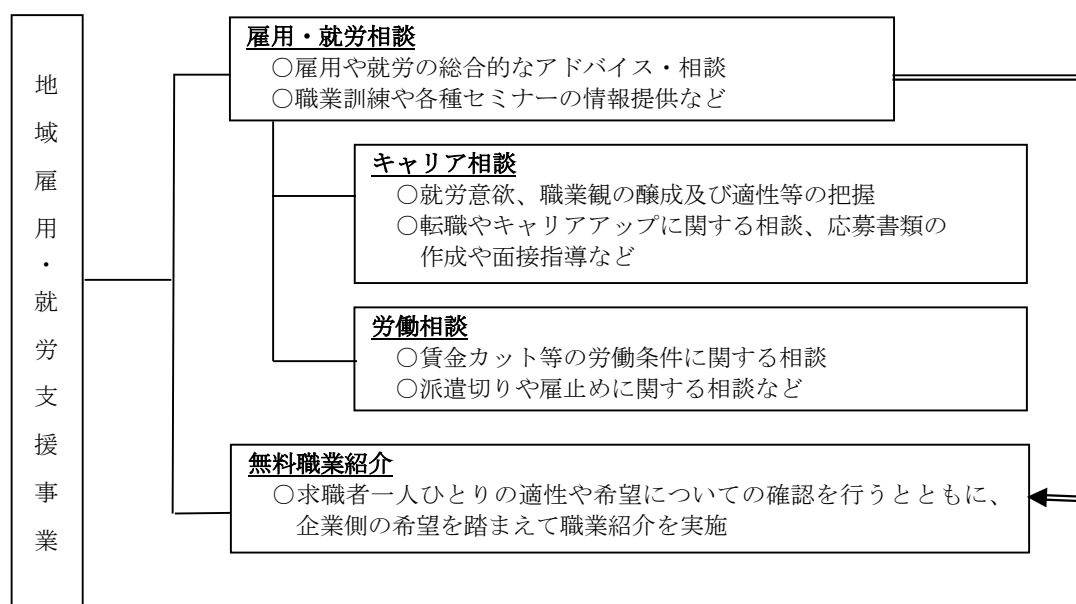 地域雇用・就労支援事業
雇用・就労相談
○雇用や就労の総合的なアドバイス・相談
○職業訓練や各種セミナーの情報提供など
キャリア相談
○就労意欲、職業観の醸成及び適性等の把握
○転職やキャリアアップに関する相談、応募書類の
作成や面接指導など
労働相談
○賃金カット等の労働条件に関する相談
○派遣切りや雇止めに関する相談など
無料職業紹介
○求職者一人ひとりの適性や希望についての確認を行うとともに、
企業側の希望を踏まえて職業紹介を実施